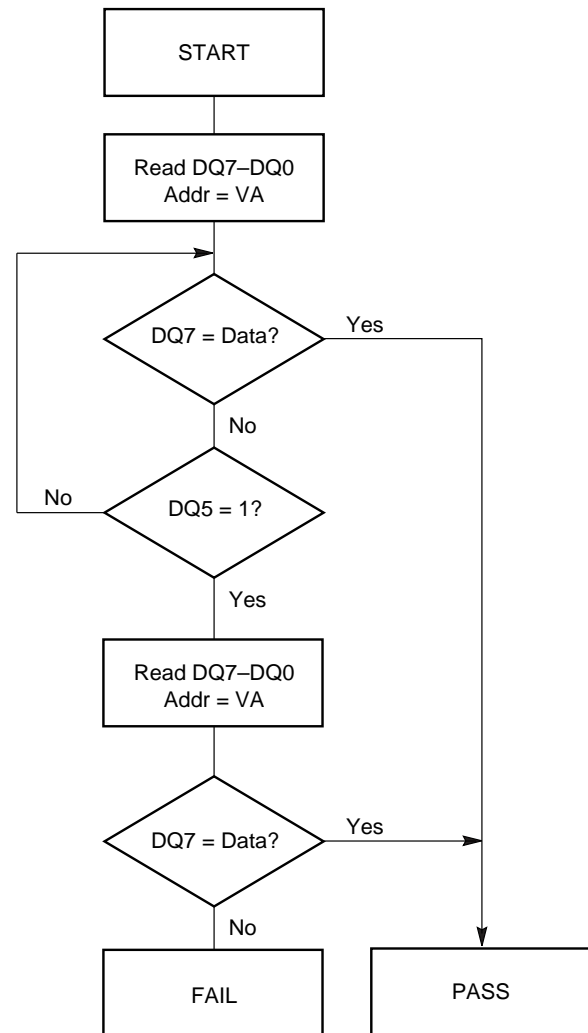 START
Read DQ7–DQ0
Addr = VA
DQ7 = Data?
Yes
No
No
DQ5 = 1?
Yes
Read DQ7–DQ0
Addr = VA
DQ7 = Data?
Yes
No
FAIL
PASS